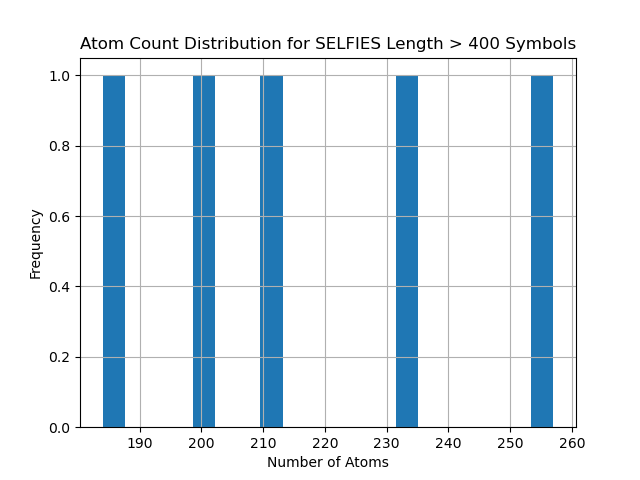 Atom Count Distribution for SELFIES Length > 400 Symbols
1.0
0.8
0.6
0.4
0.2
0.0
Frequency
190 200 210 220 230 240 250 260
Number of Atoms